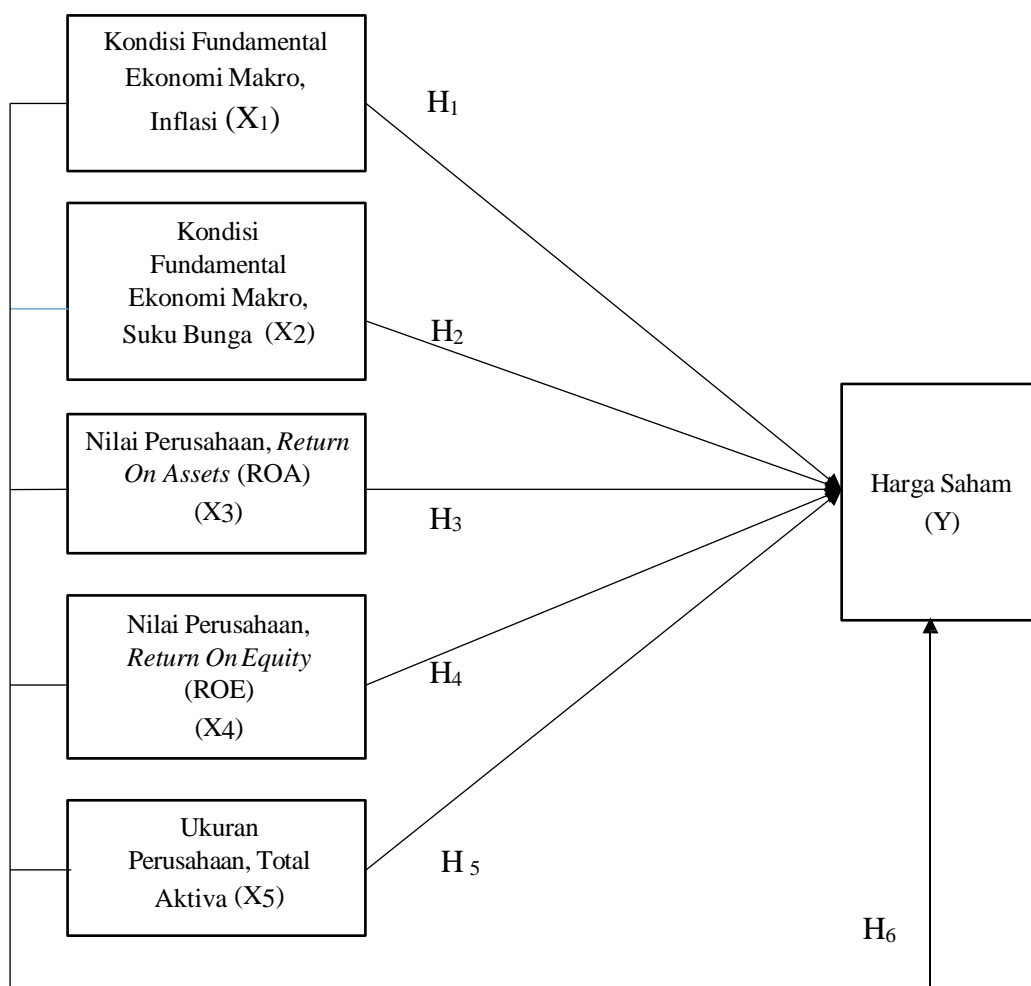 Kondisi Fundamental
Ekonomi Makro,
Inflasi (X1)
H1
Kondisi
Fundamental
Ekonomi Makro,
Suku Bunga (X2)
H2
Nilai Perusahaan, Return
On Assets (ROA)
(X3)
H3
Harga Saham
(Y)
Nilai Perusahaan,
Return On Equity
(ROE)
(X4)
H4
Ukuran
Perusahaan, Total
Aktiva (X5)
H 5
H6